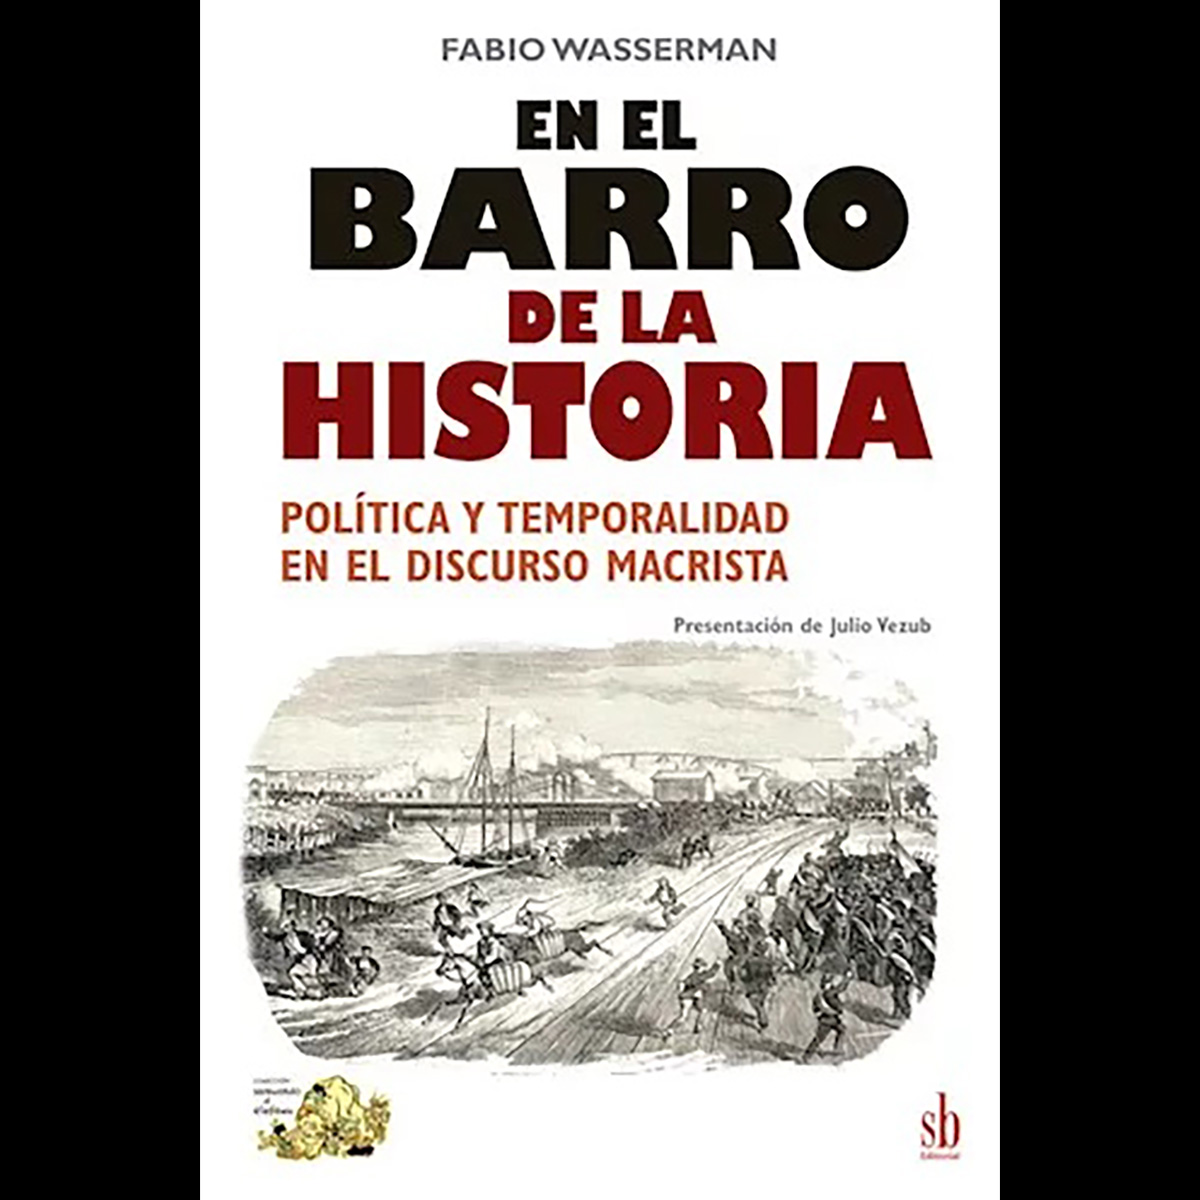 FABIO WASSERMAN
EN EL
BARRO
DE LA
HISTORIA
POLÍTICA Y TEMPORALIDAD
EN EL DISCURSO MACRISTA
Presentación de Julio Vezub
sb
Editorial